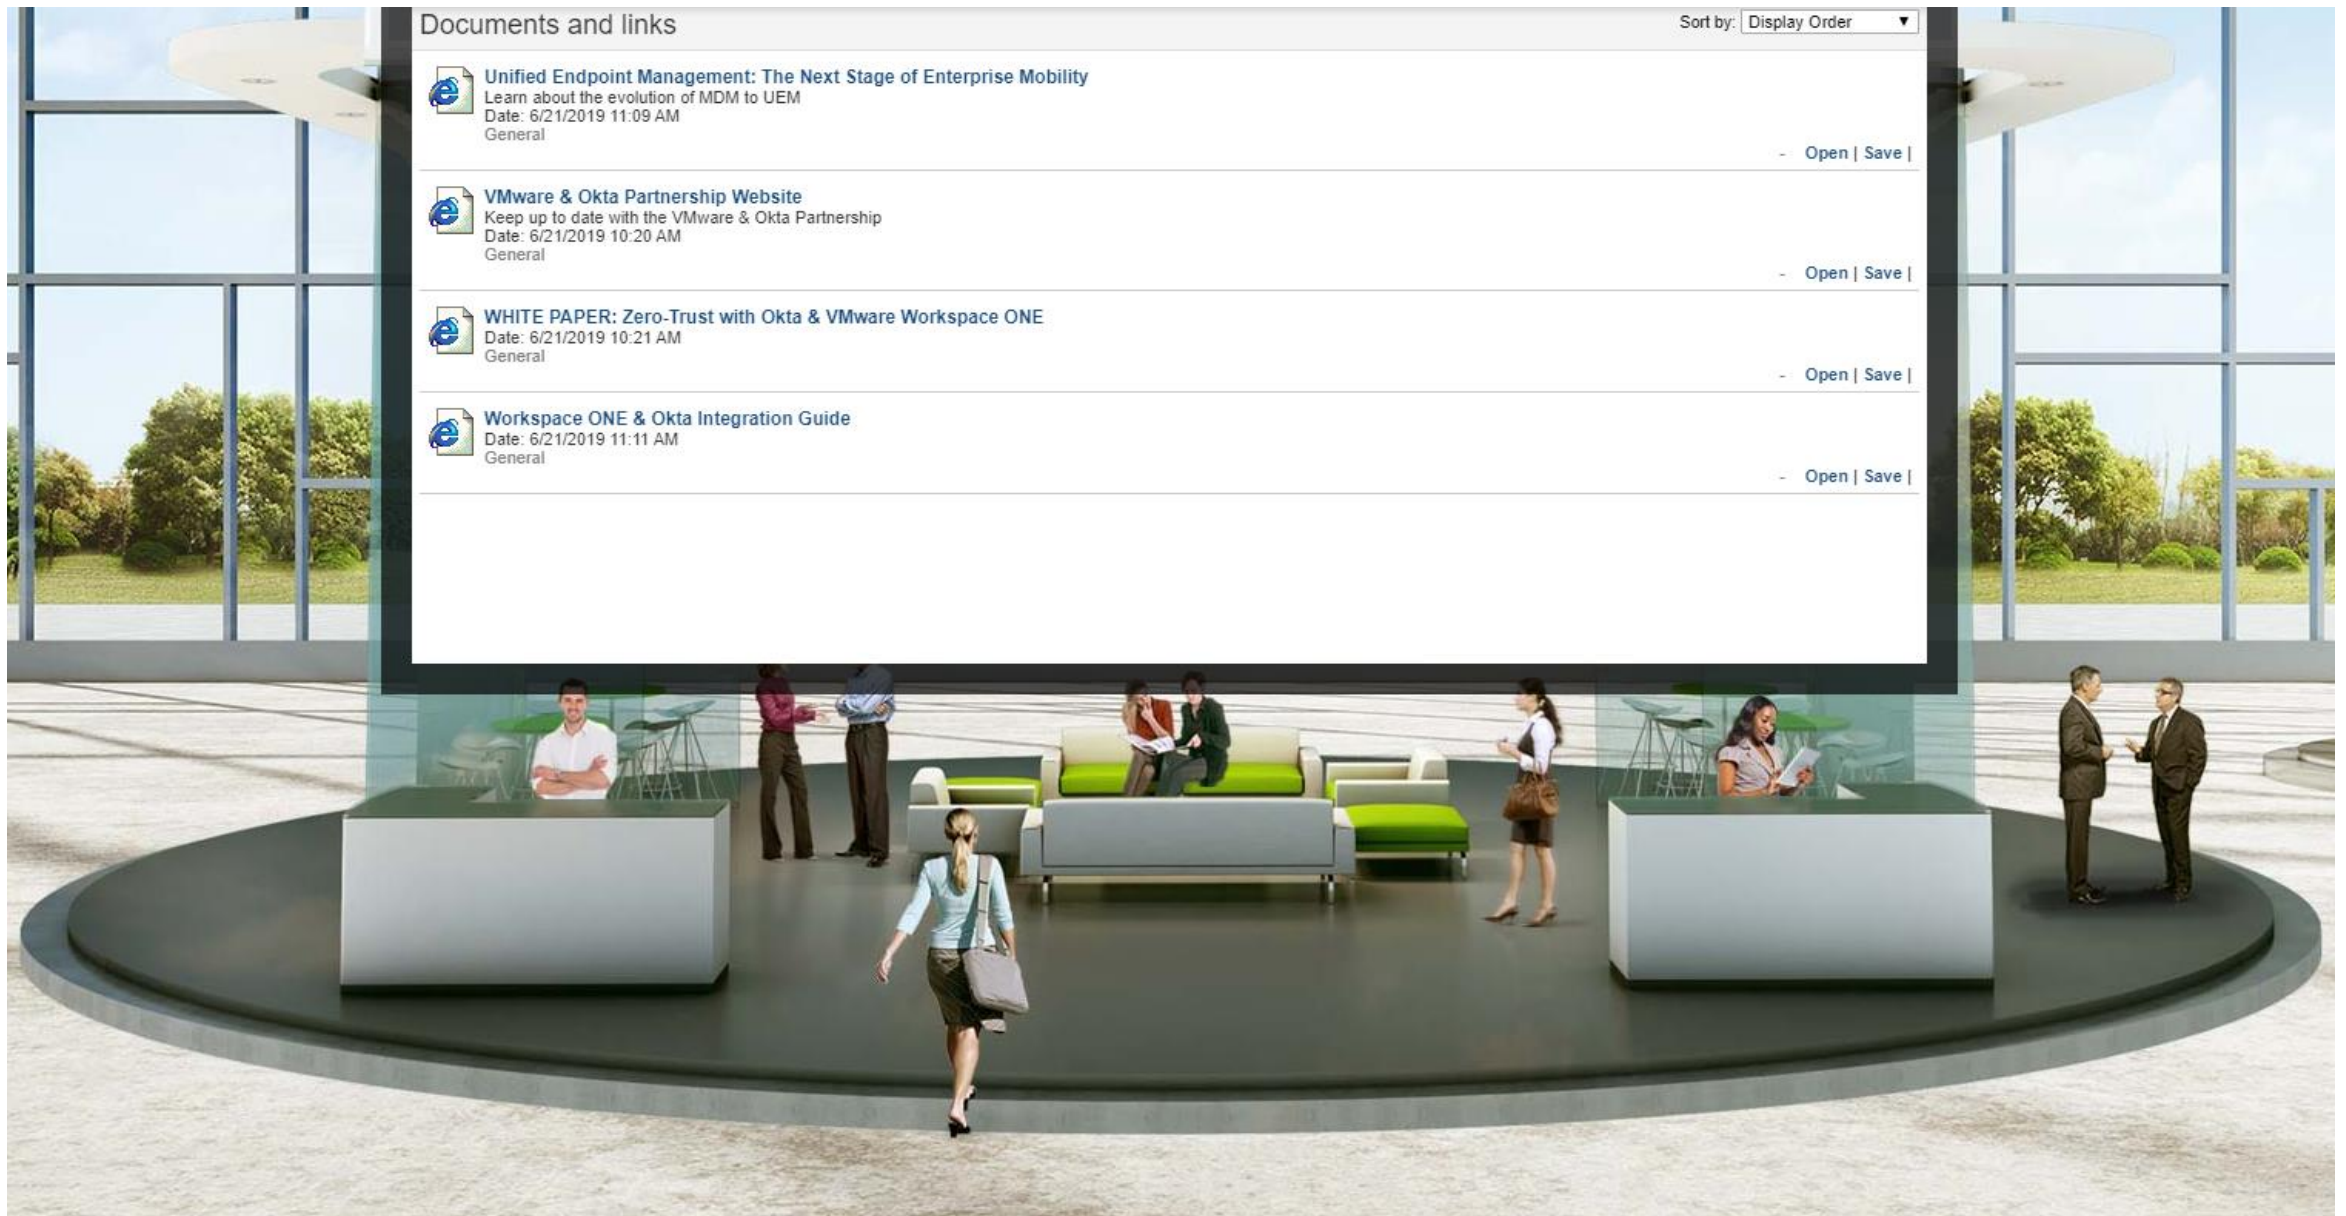 Documents and links
Sort by: Display Order
Unified Endpoint Management: The Next Stage of Enterprise Mobility
Learn about the evolution of MDM to UEM
Date: 6/21/2019 11:09 AM
General
- Open | Save |
VMware & Okta Partnership Website
Keep up to date with the VMware & Okta Partnership
Date: 6/21/2019 10:20 AM
General
- Open | Save |
WHITE PAPER: Zero-Trust with Okta & VMware Workspace ONE
Date: 6/21/2019 10:21 AM
General
- Open | Save |
Workspace ONE & Okta Integration Guide
Date: 6/21/2019 11:11 AM
General
- Open | Save |